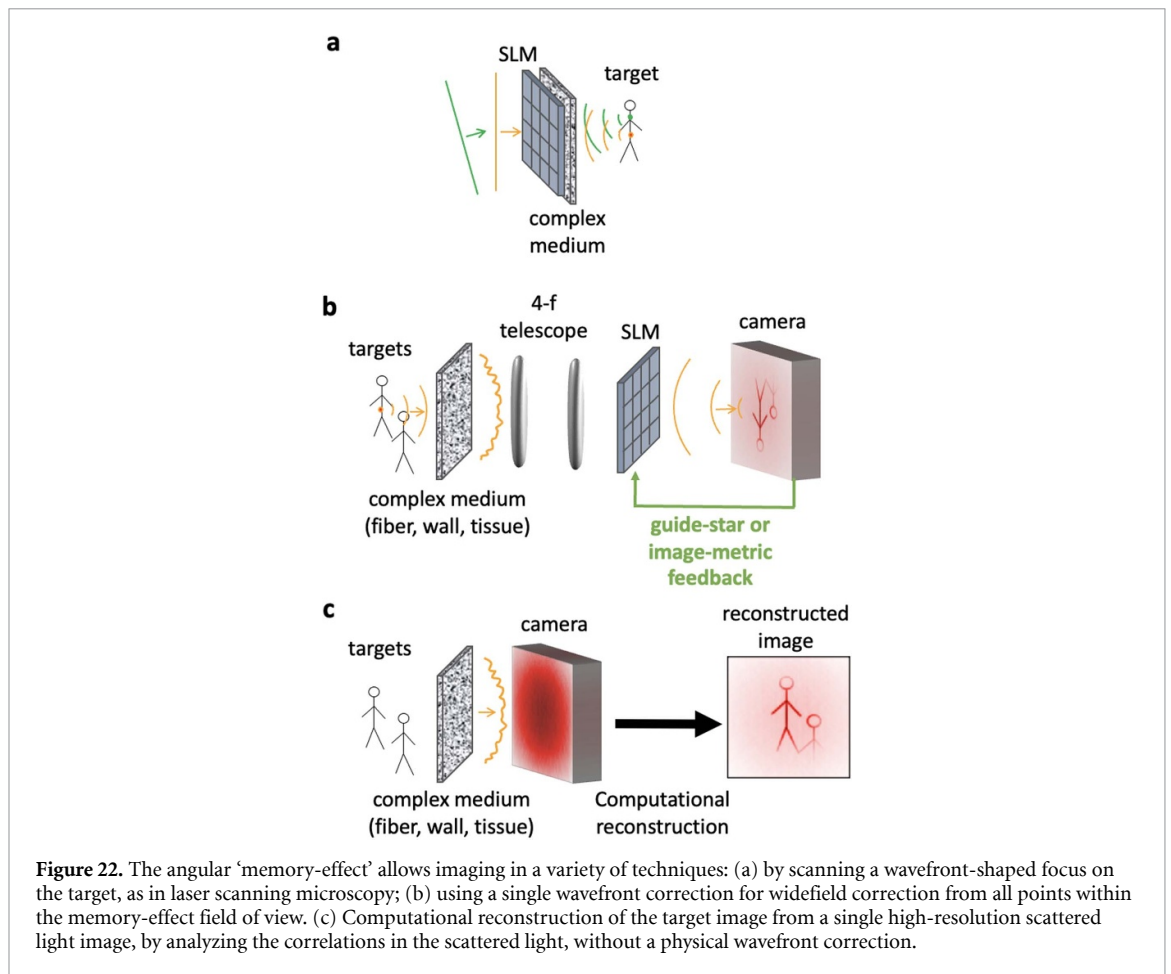 a
SLM
target
complex
medium
b
4-f
telescope
SLM
camera
targets
complex medium
(fiber, wall, tissue)
guide-star or
image-metric
feedback
c
camera
reconstructed
image
targets
complex medium
(fiber, wall, tissue)
Computational
reconstruction
Figure 22. The angular ‘memory-effect’ allows imaging in a variety of techniques: (a) by scanning a wavefront-shaped focus on
the target, as in laser scanning microscopy; (b) using a single wavefront correction for widefield correction from all points within
the memory-effect field of view. (c) Computational reconstruction of the target image from a single high-resolution scattered
light image, by analyzing the correlations in the scattered light, without a physical wavefront correction.